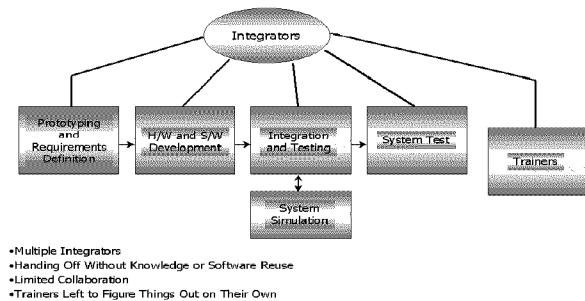 Integrators
Prototyping
and
Requirements
Definition
H/W and S/W
Development
Integration
and Testing
System Test
Trainers
System
Simulation
•Multiple Integrators
•Handing Off Without Knowledge or Software Reuse
•Limited Collaboration
•Trainers Left to Figure Things Out on Their Own